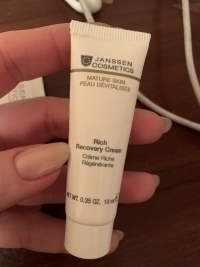 JANSSEN
COSMETICS
MATURE SKIN
PEAU DÉVITALISÉE
Rich
Recovery Cream
Crème Riche
Régénérante
NET WT. 0.35 OZ. 10 ml